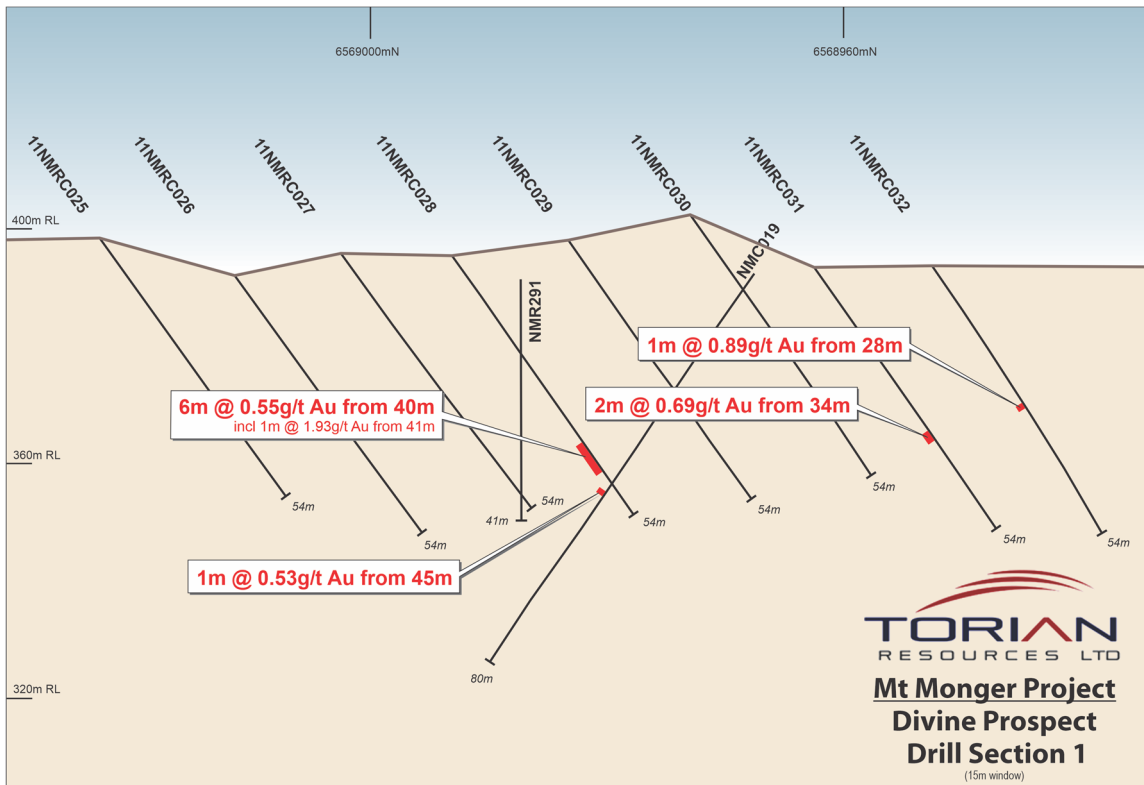 6569000mN
6568960mN
11NMRC025
11NMRC026
11NMRC027
11NMRC028
11NMRC029
11NMRC030
11NMRC031
11NMRC032
400m RL
NMC019
NMR291
1m @ 0.89g/t Au from 28m
6m @ 0.55g/t Au from 40m
incl 1m @ 1.93g/t Au from 41m
2m @ 0.69g/t Au from 34m
360m RL
54m
54m
54m
41m
54m
54m
54m
54m
54m
1m @ 0.53g/t Au from 45m
80m
320m RL
TORIAN
RESOURCES LTD
Mt Monger Project
Divine Prospect
Drill Section 1
(15m window)